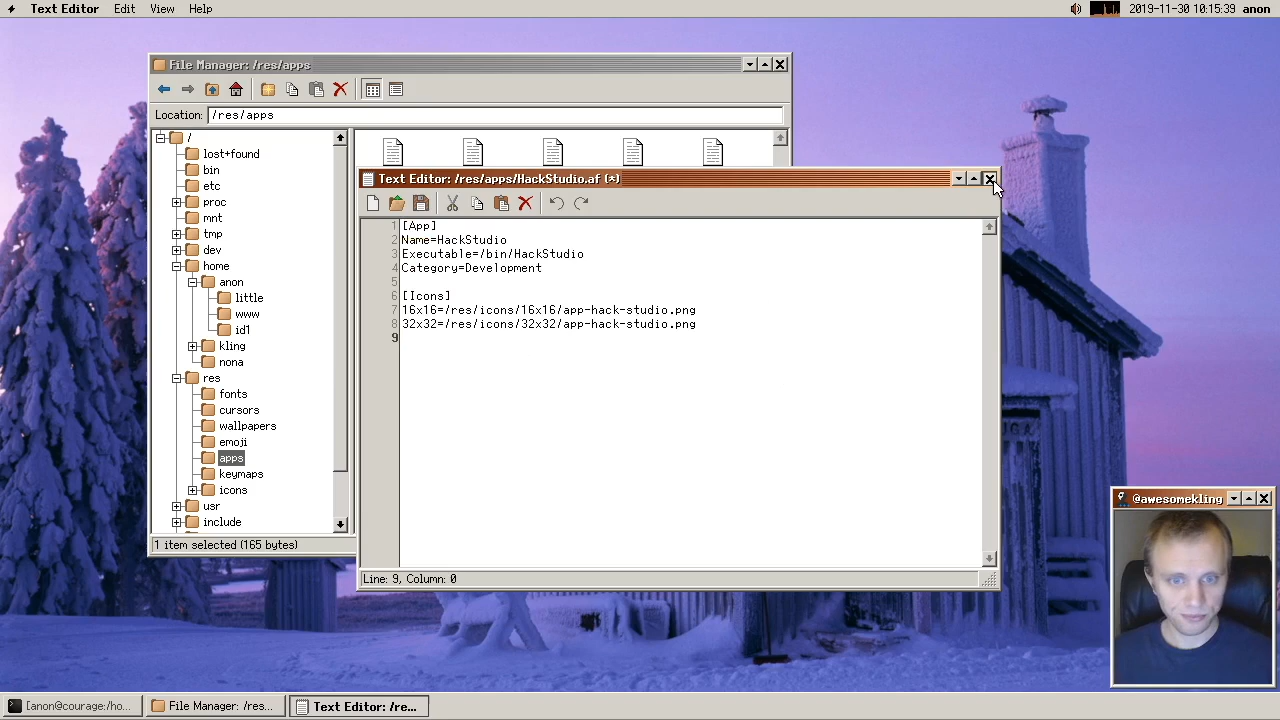 Text Editor Edit View Help 2019-11-30 10:15:39 anon
File Manager: /res/apps
Location: /res/apps
/
lost+found
bin
etc
proc
mnt
tmp
dev
home
anon
little
www
id1
kling
nona
res
fonts
cursors
wallpapers
emoji
apps
keymaps
icons
usr
include
1 item selected (165 bytes)
Text Editor: /res/apps/HackStudio.af (*)
1 [App]
2 Name=HackStudio
3 Executable=/bin/HackStudio
4 Category=Development
5
6 [Icons]
7 16x16=/res/icons/16x16/app-hack-studio.png
8 32x32=/res/icons/32x32/app-hack-studio.png
9
Line: 9, Column: 0
@awesomekling
[anon@courage:/ho... File Manager: /res... Text Editor: /re...